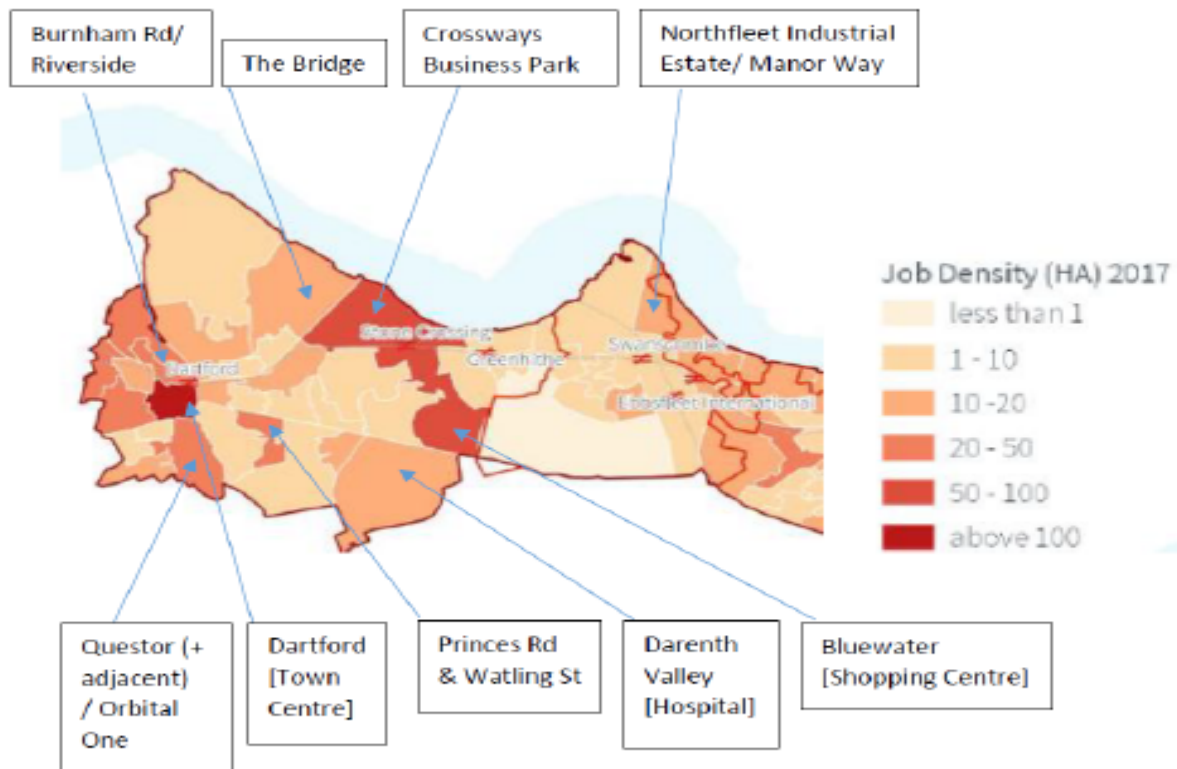 Burnham Rd/
Riverside
The Bridge
Crossways
Business Park
Northfleet Industrial
Estate/ Manor Way
Stone Crossing
Greenhithe
Swanscombe
Dartford
Ebbsfleet International
Job Density (HA) 2017
less than 1
1 - 10
10 -20
20 - 50
50 - 100
above 100
Questor (+
adjacent)
/ Orbital
One
Dartford
[Town
Centre]
Princes Rd
& Watling St
Darenth
Valley
[Hospital]
Bluewater
[Shopping Centre]